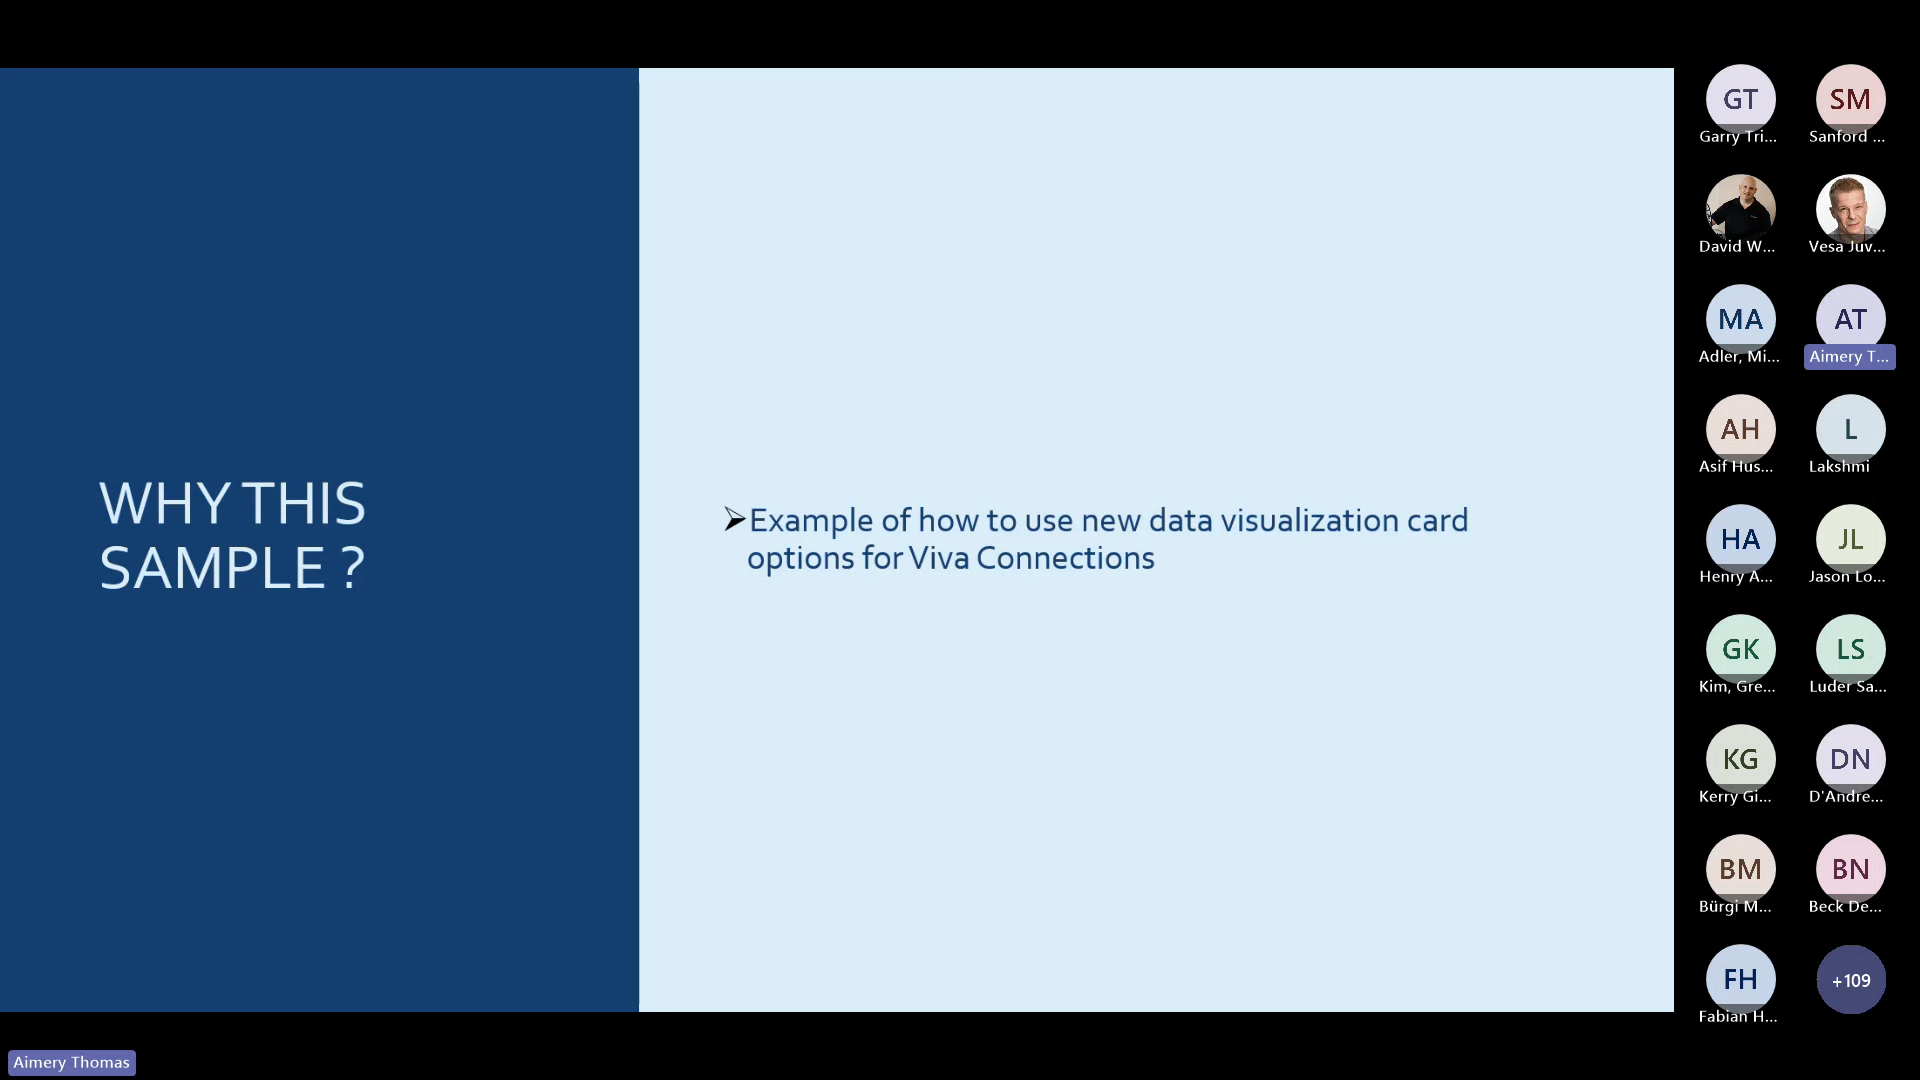 WHY THIS
SAMPLE ?
➢Example of how to use new data visualization card
options for Viva Connections
GT
Garry Tri...
SM
Sanford ...
David W...
Vesa Juv...
MA
Adler, Mi...
AT
Aimery T...
AH
Asif Hus...
L
Lakshmi
HA
Henry A...
JL
Jason Lo...
GK
Kim, Gre...
LS
Luder Sa...
KG
Kerry Gi...
DN
D'Andre...
BM
Bürgi M...
BN
Beck De...
FH
Fabian H...
+109
Aimery Thomas